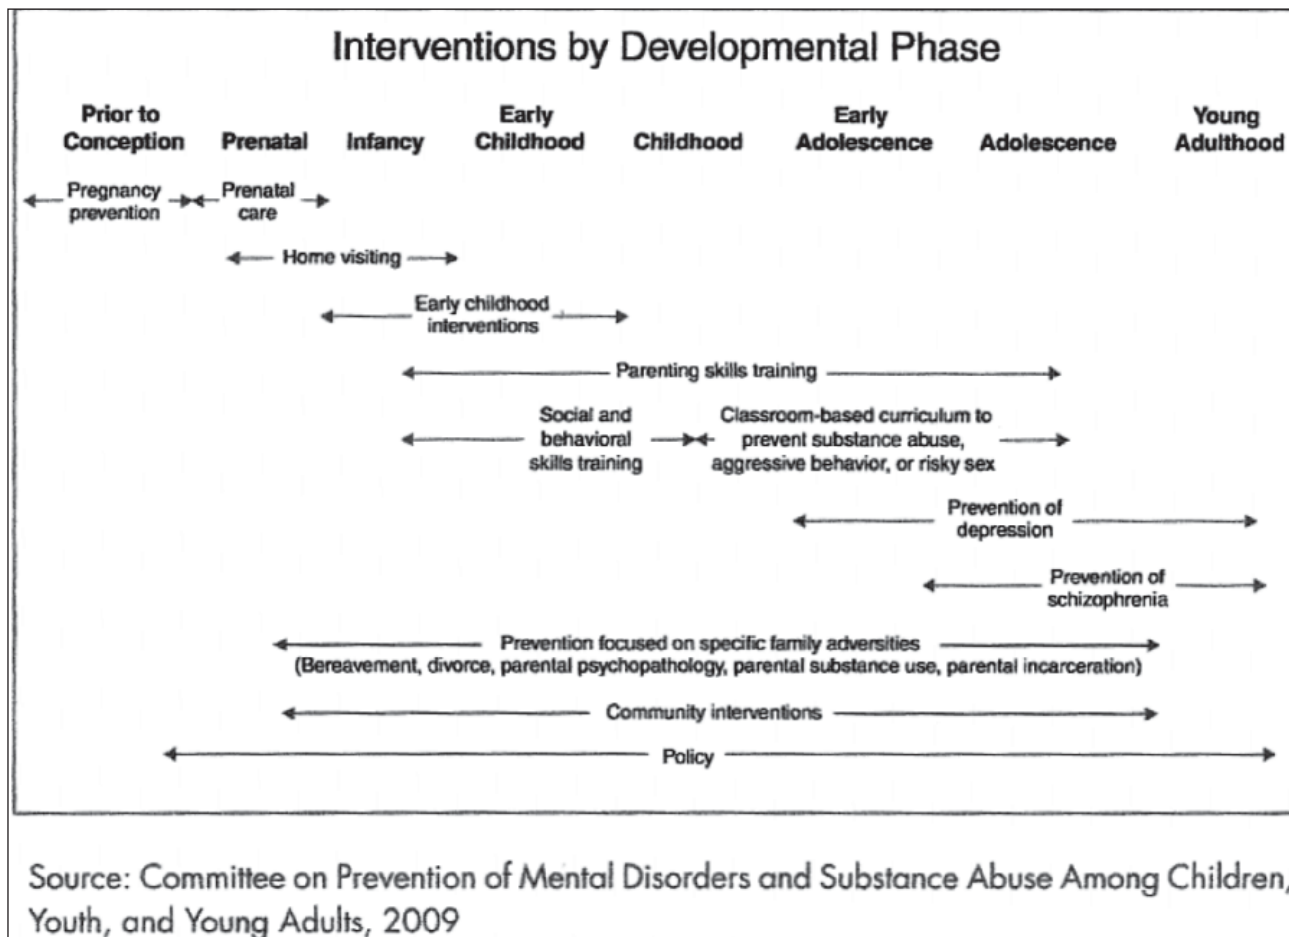 Interventions by Developmental Phase
Prior to
Conception
Prenatal
Infancy
Early
Childhood
Childhood
Early
Adolescence
Adolescence
Young
Adulthood
Pregnancy
prevention
Prenatal
care
Home visiting
Early childhood
interventions
Parenting skills training
Social and
behavioral
skills training
Classroom-based curriculum to
prevent substance abuse,
aggressive behavior, or risky sex
Prevention of
depression
Prevention of
schizophrenia
Prevention focused on specific family adversities
(Bereavement, divorce, parental psychopathology, parental substance use, parental incarceration)
Community interventions
Policy
Source: Committee on Prevention of Mental Disorders and Substance Abuse Among Children,
Youth, and Young Adults, 2009